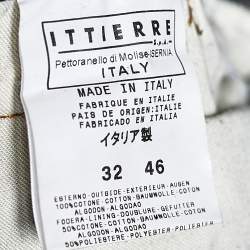 ITTIERRE S.p.A.
Pettoranello di Molise-ISERNIA
ITALY
MADE IN ITALY
FABRIQUE EN ITALIE
PAIS DE ORIGEN:ITALIA
FABRICADO EN ITALIA
イタリア製
32 46
ESTERNO-OUTSIDE-EXTERIEUR-AUGEN
100%COTONE-COTTON-BAUMWOLLE-COTON
ALGODON-ALGODAO
FODERA-LINING-DOUBLURE-GEFUTTER
50%COTONE-COTTON-BAUMWOLLE-COTON
ALGODON-ALGODAO
50%POLIESTERE-POLYESTER-POLIESTER